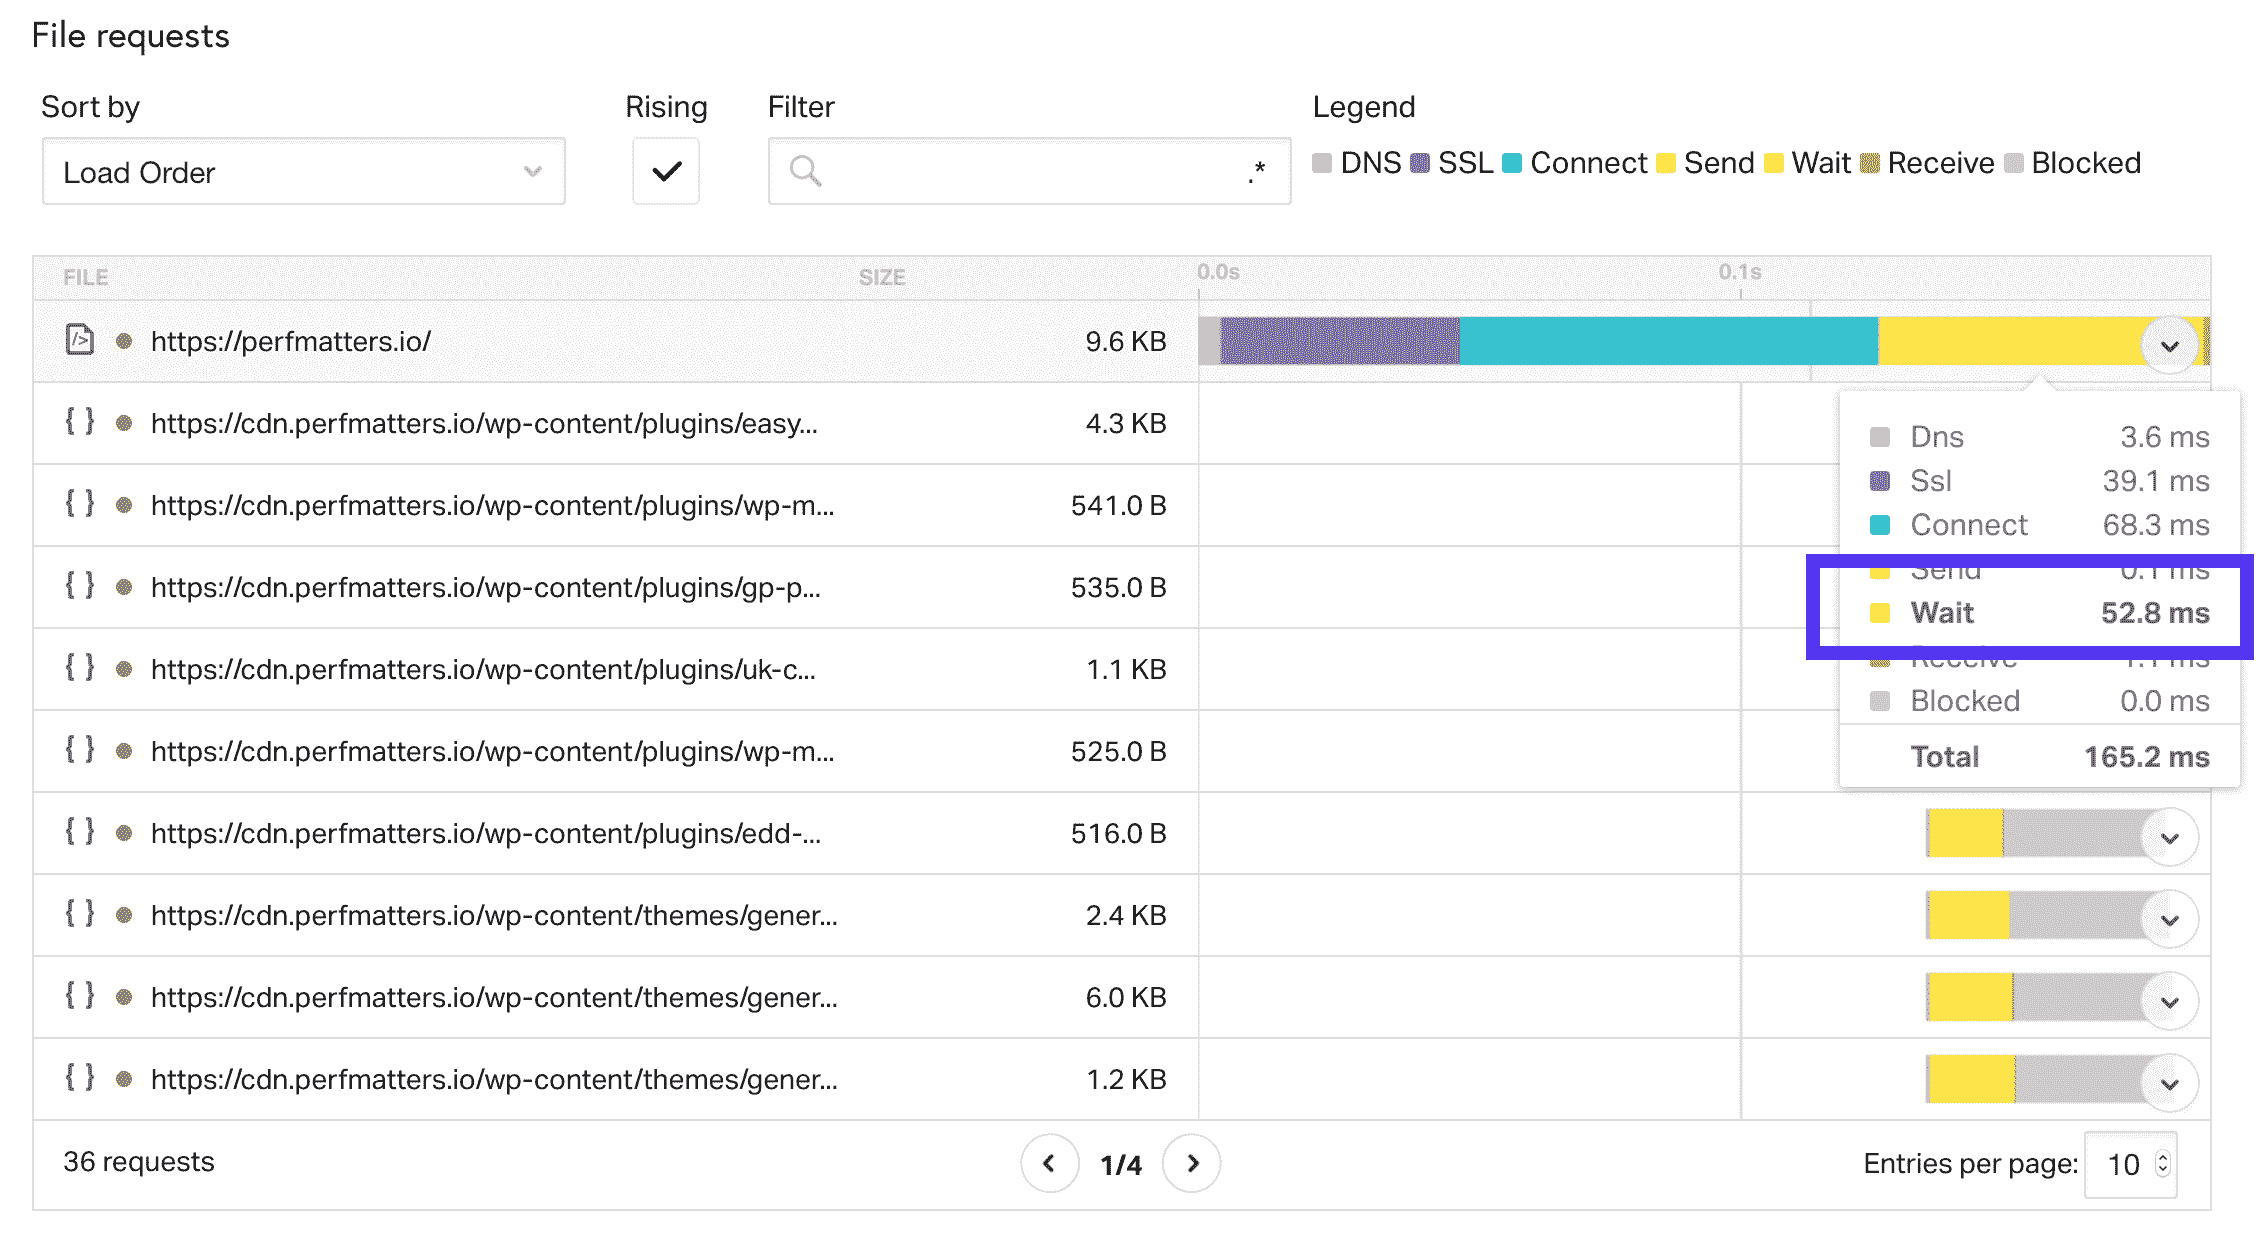 File requests
Sort by Rising Filter Legend
Load Order .* DNS SSL Connect Send Wait Receive Blocked
FILE SIZE 0.0s 0.1s
https://perfmatters.io/ 9.6 KB
https://cdn.perfmatters.io/wp-content/plugins/easy... 4.3 KB
Dns 3.6 ms
Ssl 39.1 ms
https://cdn.perfmatters.io/wp-content/plugins/wp-m... 541.0 B
Connect 68.3 ms
Send 0.1 ms
https://cdn.perfmatters.io/wp-content/plugins/gp-p... 535.0 B
Wait 52.8 ms
Receive 1.1 ms
https://cdn.perfmatters.io/wp-content/plugins/uk-c... 1.1 KB
Blocked 0.0 ms
https://cdn.perfmatters.io/wp-content/plugins/wp-m... 525.0 B
Total 165.2 ms
https://cdn.perfmatters.io/wp-content/plugins/edd-... 516.0 B
https://cdn.perfmatters.io/wp-content/themes/gener... 2.4 KB
https://cdn.perfmatters.io/wp-content/themes/gener... 6.0 KB
https://cdn.perfmatters.io/wp-content/themes/gener... 1.2 KB
36 requests 1/4 Entries per page: 10